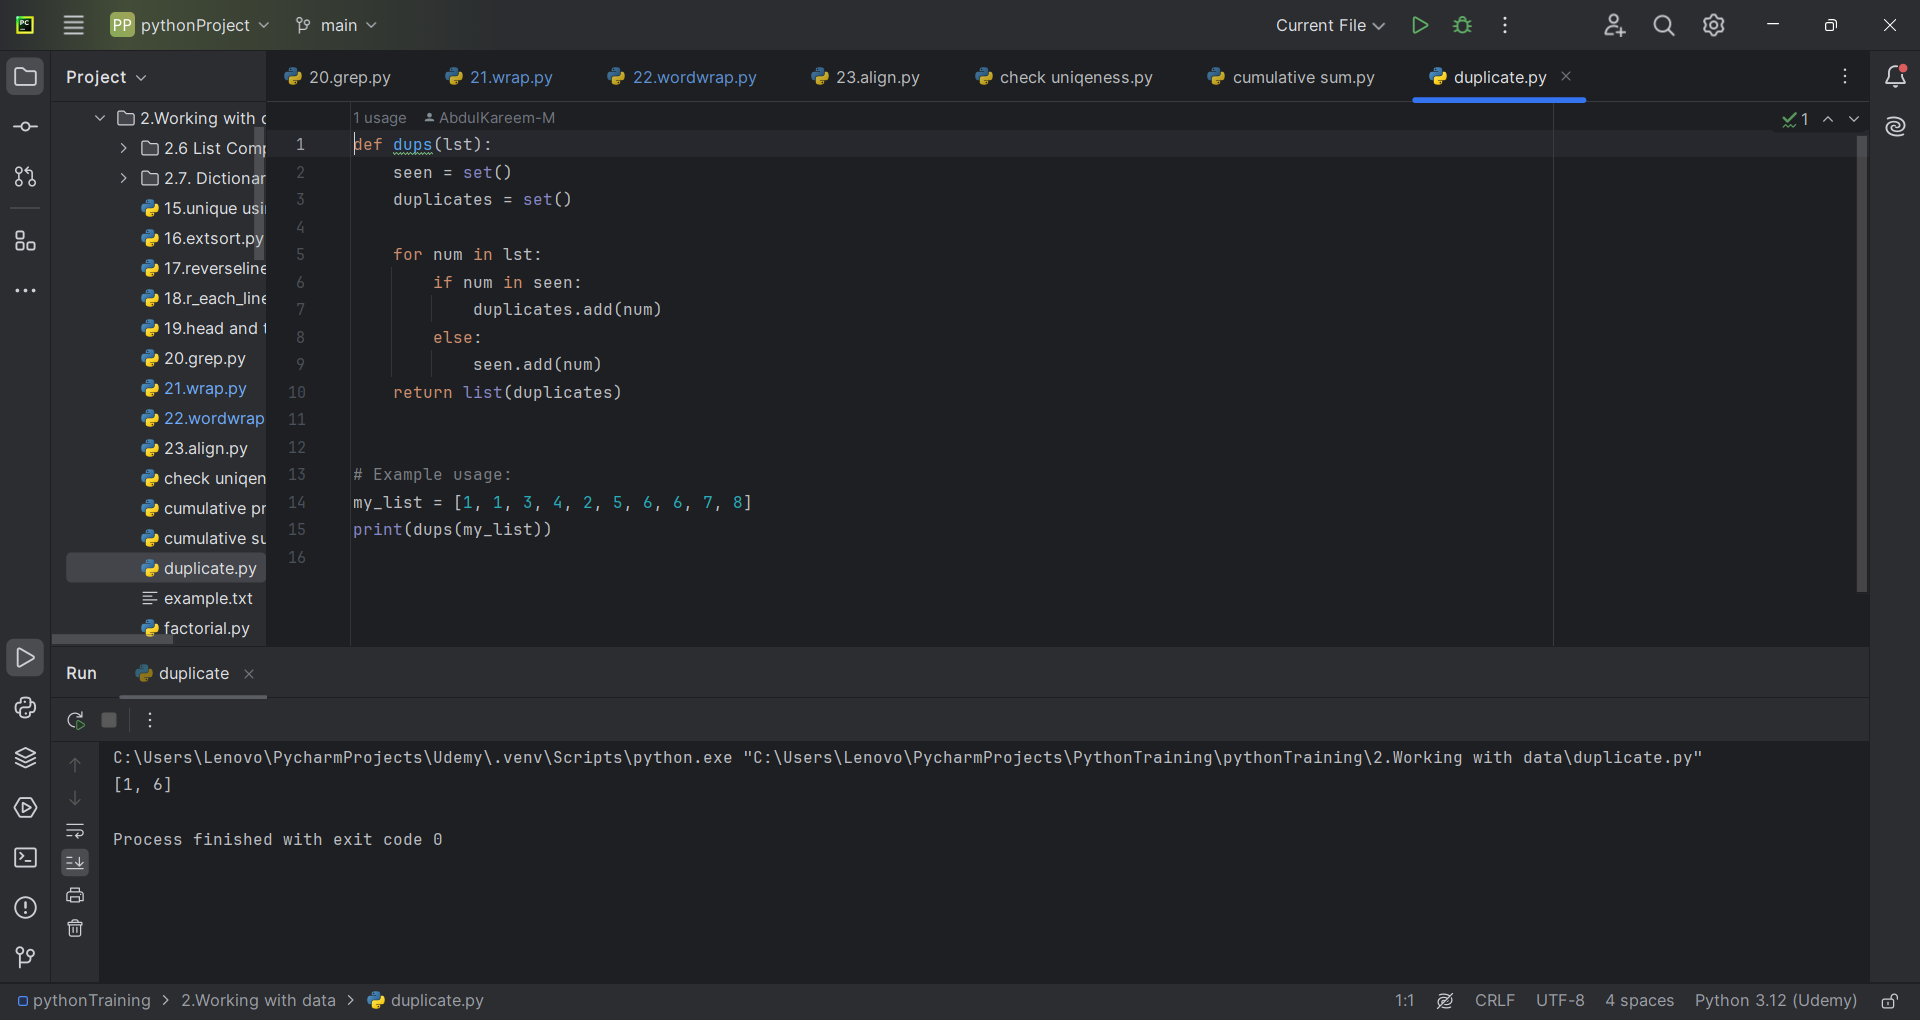 PC
PP pythonProject main Current File
Project
20.grep.py 21.wrap.py 22.wordwrap.py 23.align.py check uniqeness.py cumulative sum.py duplicate.py
2.Working with d
2.6 List Comp
2.7. Dictionar
15.unique usi
16.extsort.py
17.reverseline
18.r_each_line
19.head and t
20.grep.py
21.wrap.py
22.wordwrap
23.align.py
check uniqen
cumulative pr
cumulative su
duplicate.py
example.txt
factorial.py
1 usage AbdulKareem-M
1
1 def dups(lst):
2     seen = set()
3     duplicates = set()
4
5     for num in lst:
6         if num in seen:
7             duplicates.add(num)
8         else:
9             seen.add(num)
10     return list(duplicates)
11
12
13 # Example usage:
14 my_list = [1, 1, 3, 4, 2, 5, 6, 6, 7, 8]
15 print(dups(my_list))
16
Run duplicate
C:\Users\Lenovo\PycharmProjects\Udemy\.venv\Scripts\python.exe "C:\Users\Lenovo\PycharmProjects\PythonTraining\pythonTraining\2.Working with data\duplicate.py"
[1, 6]
Process finished with exit code 0
pythonTraining > 2.Working with data > duplicate.py 1:1 CRLF UTF-8 4 spaces Python 3.12 (Udemy)